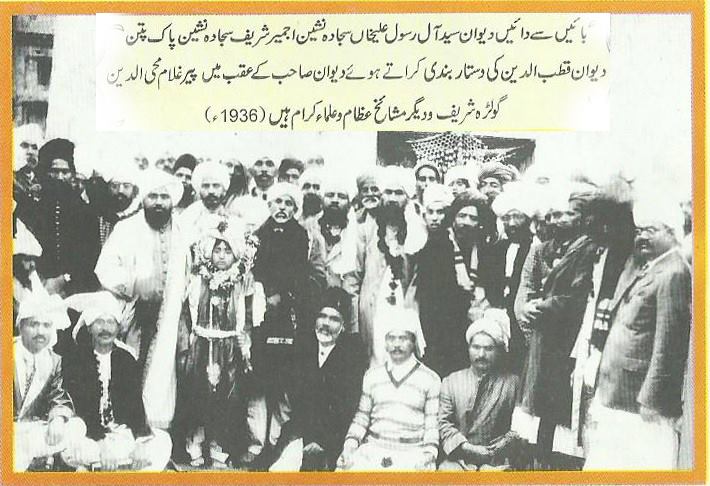 بائیں سے دائیں دیوان سید آل رسول علیخاں سجادہ نشین اجمیر شریف سجادہ نشین پاک پتن
دیوان قطب الدین کی دستار بندی کراتے ہوئے دیوان صاحب کے عقب میں پیر غلام محی الدین
گولڑہ شریف و دیگر مشائخ عظام و علماء کرام ہیں (1936ء)